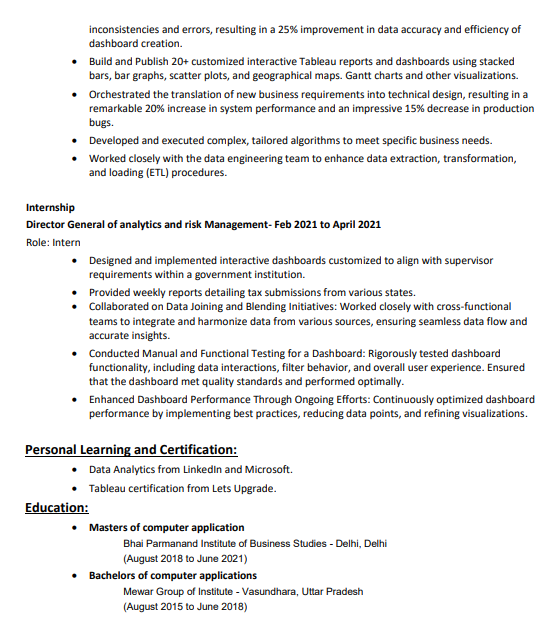 inconsistencies and errors, resulting in a 25% improvement in data accuracy and efficiency of
dashboard creation.
• Build and Publish 20+ customized interactive Tableau reports and dashboards using stacked
bars, bar graphs, scatter plots, and geographical maps. Gantt charts and other visualizations.
• Orchestrated the translation of new business requirements into technical design, resulting in a
remarkable 20% increase in system performance and an impressive 15% decrease in production
bugs.
• Developed and executed complex, tailored algorithms to meet specific business needs.
• Worked closely with the data engineering team to enhance data extraction, transformation,
and loading (ETL) procedures.
Internship
Director General of analytics and risk Management- Feb 2021 to April 2021
Role: Intern
• Designed and implemented interactive dashboards customized to align with supervisor
requirements within a government institution.
• Provided weekly reports detailing tax submissions from various states.
• Collaborated on Data Joining and Blending Initiatives: Worked closely with cross-functional
teams to integrate and harmonize data from various sources, ensuring seamless data flow and
accurate insights.
• Conducted Manual and Functional Testing for a Dashboard: Rigorously tested dashboard
functionality, including data interactions, filter behavior, and overall user experience. Ensured
that the dashboard met quality standards and performed optimally.
• Enhanced Dashboard Performance Through Ongoing Efforts: Continuously optimized dashboard
performance by implementing best practices, reducing data points, and refining visualizations.
Personal Learning and Certification:
• Data Analytics from LinkedIn and Microsoft.
• Tableau certification from Lets Upgrade.
Education:
• Masters of computer application
Bhai Parmanand Institute of Business Studies - Delhi, Delhi
(August 2018 to June 2021)
• Bachelors of computer applications
Mewar Group of Institute - Vasundhara, Uttar Pradesh
(August 2015 to June 2018)